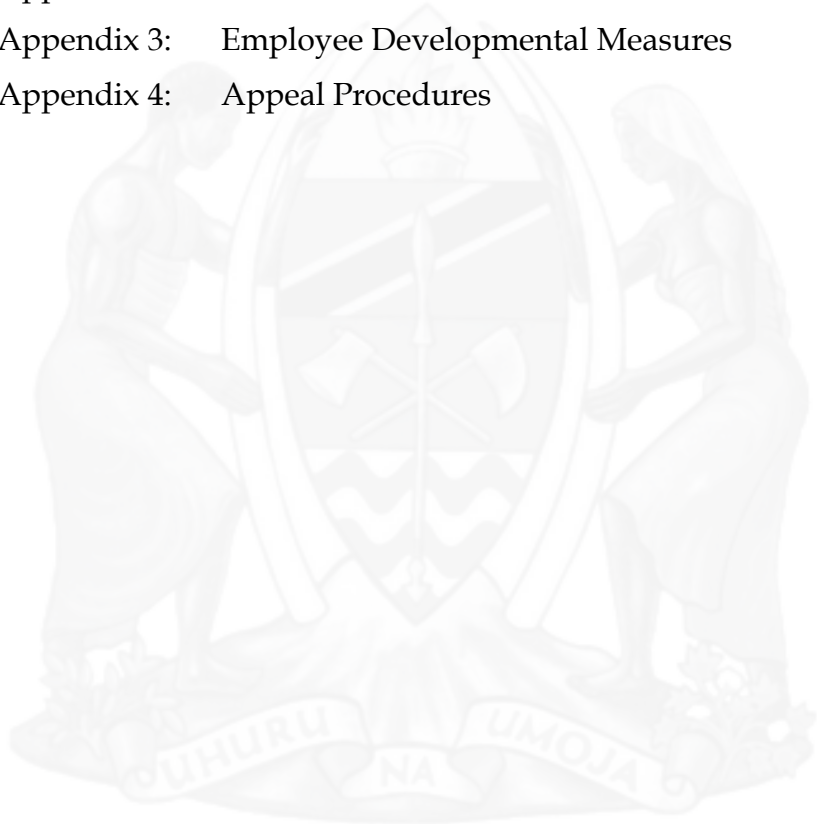 Appendix 3: Employee Developmental Measures
Appendix 4: Appeal Procedures
UHURU NA UMOJA